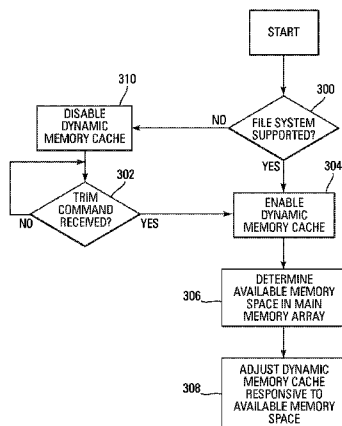 START
300
FILE SYSTEM
SUPPORTED?
NO
YES
310
DISABLE
DYNAMIC
MEMORY CACHE
302
TRIM
COMMAND
RECEIVED?
NO
YES
304
ENABLE
DYNAMIC
MEMORY CACHE
306
DETERMINE
AVAILABLE MEMORY
SPACE IN MAIN
MEMORY ARRAY
308
ADJUST DYNAMIC
MEMORY CACHE
RESPONSIVE TO
AVAILABLE MEMORY
SPACE